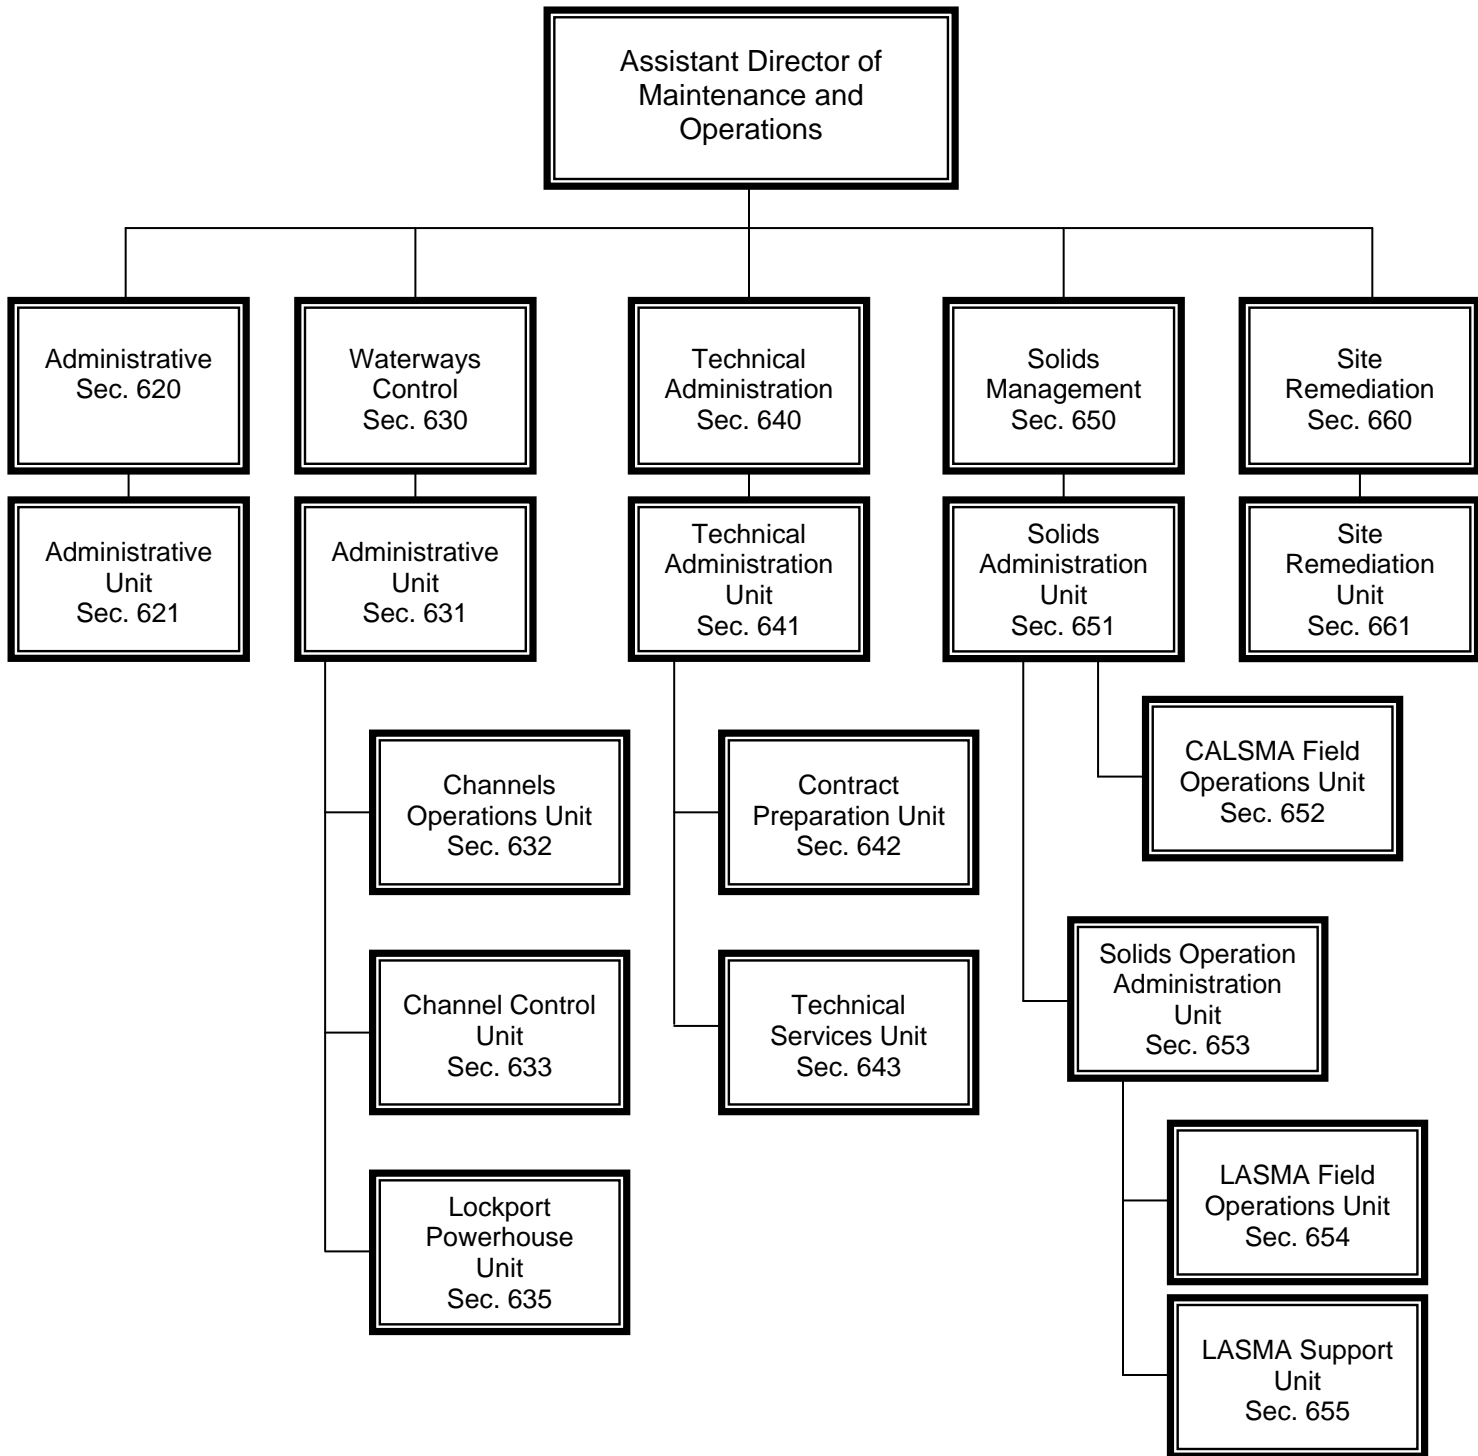 Assistant Director of
Maintenance and
Operations
Administrative
Sec. 620
Waterways
Control
Sec. 630
Technical
Administration
Sec. 640
Solids
Management
Sec. 650
Site
Remediation
Sec. 660
Administrative
Unit
Sec. 621
Administrative
Unit
Sec. 631
Technical
Administration
Unit
Sec. 641
Solids
Administration
Unit
Sec. 651
Site
Remediation
Unit
Sec. 661
Channels
Operations Unit
Sec. 632
Channel Control
Unit
Sec. 633
Lockport
Powerhouse
Unit
Sec. 635
Contract
Preparation Unit
Sec. 642
Technical
Services Unit
Sec. 643
CALSMA Field
Operations Unit
Sec. 652
Solids Operation
Administration
Unit
Sec. 653
LASMA Field
Operations Unit
Sec. 654
LASMA Support
Unit
Sec. 655